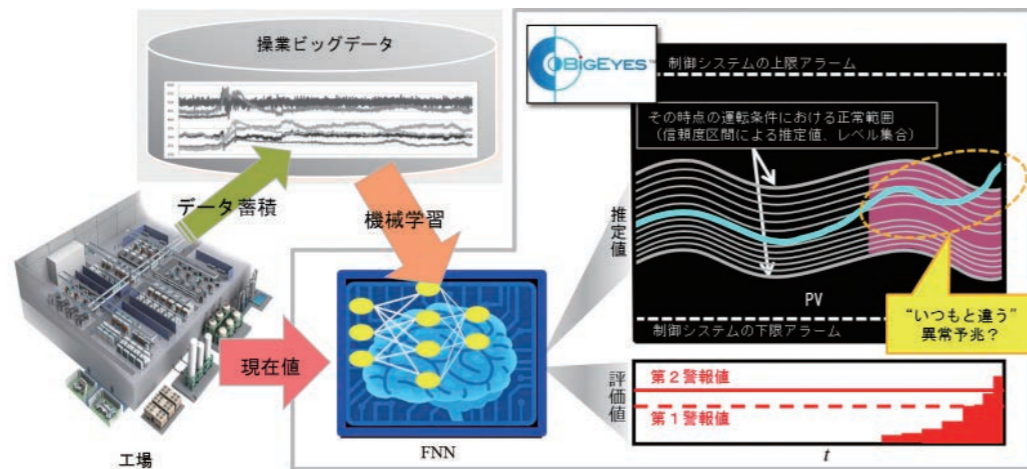 操業ビッグデータ
データ蓄積
機械学習
工場
現在値
FNN
BiGEYES™
制御システムの上限アラーム
その時点の運転条件における正常範囲
(信頼度区間による推定値、レベル集合)
推定値
PV
"いつもと違う"
異常予兆?
制御システムの下限アラーム
評価値
第2警報値
第1警報値
t